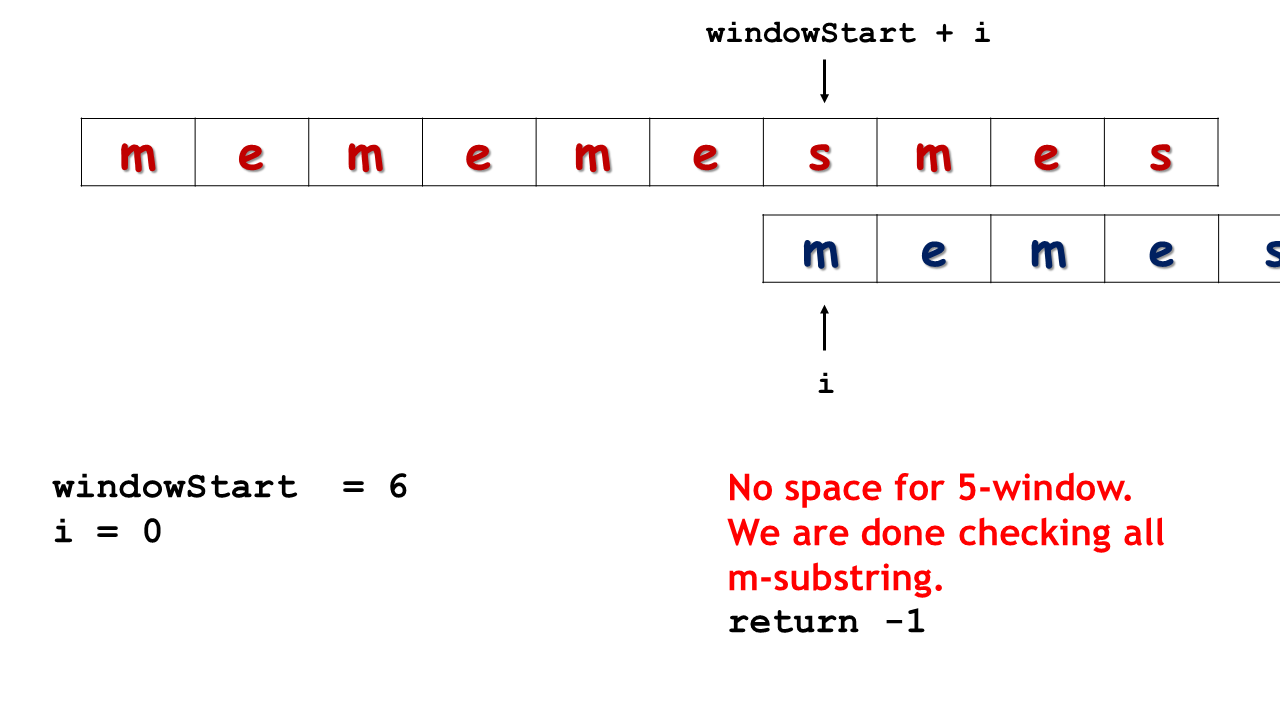 windowStart + i
m e m e m e s m e s
m e m e s
i
windowStart = 6
i = 0
No space for 5-window.
We are done checking all
m-substring.
return -1